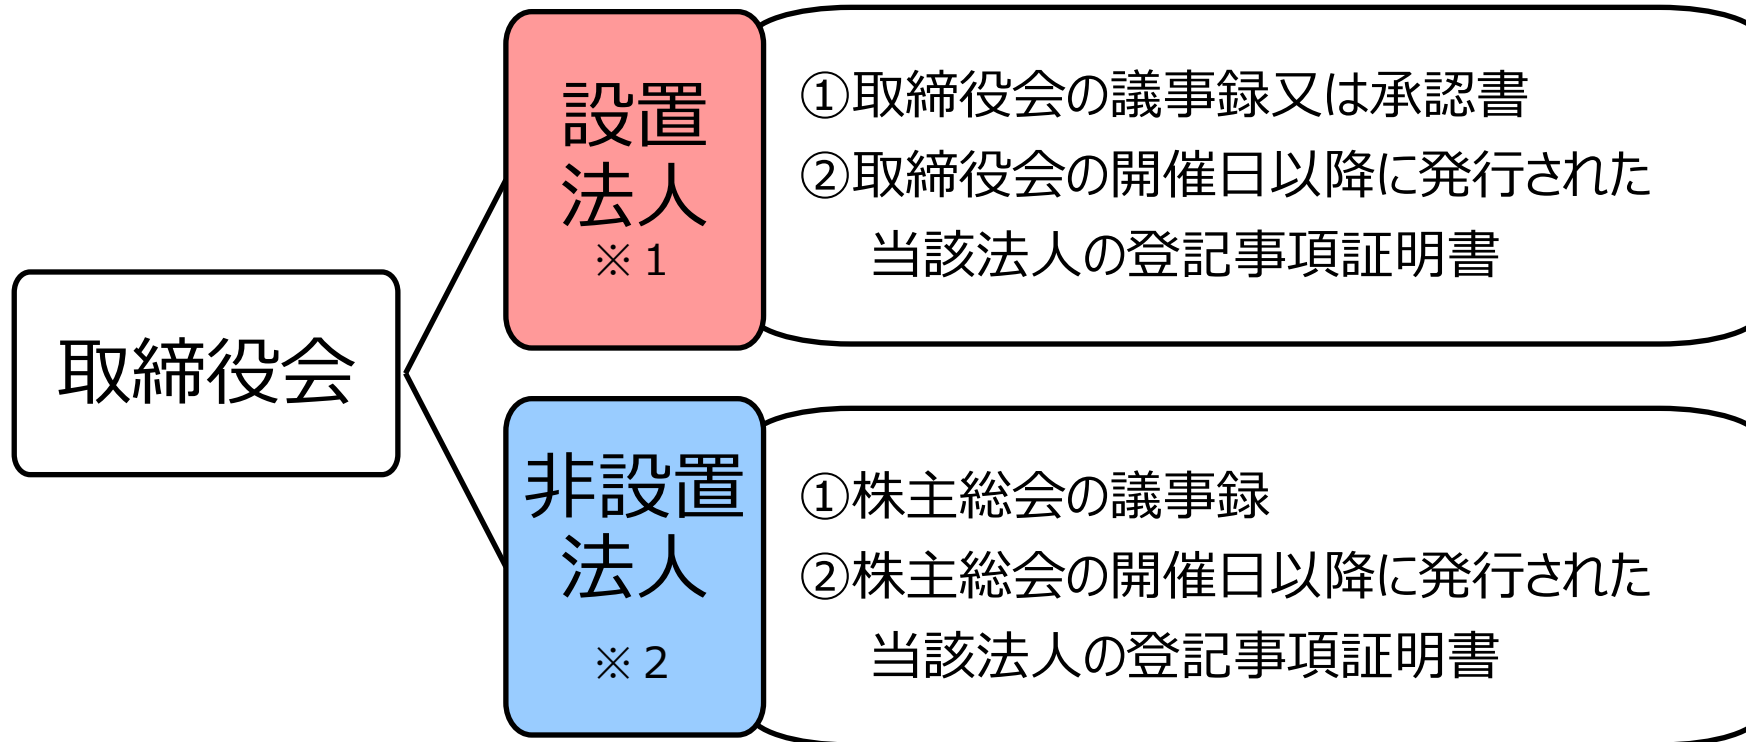 取締役会
設置
法人
※１
①取締役会の議事録又は承認書
②取締役会の開催日以降に発行された
当該法人の登記事項証明書
非設置
法人
※２
①株主総会の議事録
②株主総会の開催日以降に発行された
当該法人の登記事項証明書